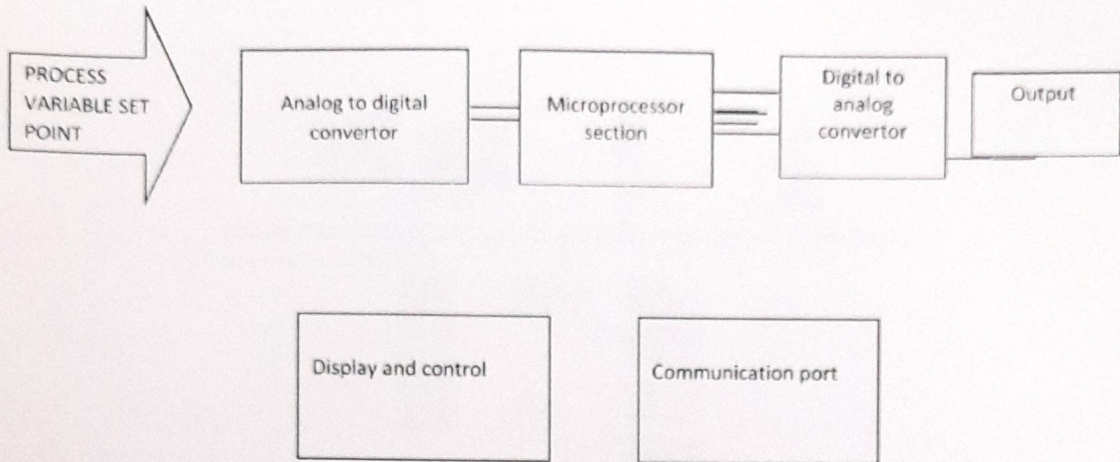 PROCESS
VARIABLE SET
POINT
Analog to digital
convertor
Microprocessor
section
Digital to
analog
convertor
Output
Display and control
Communication port